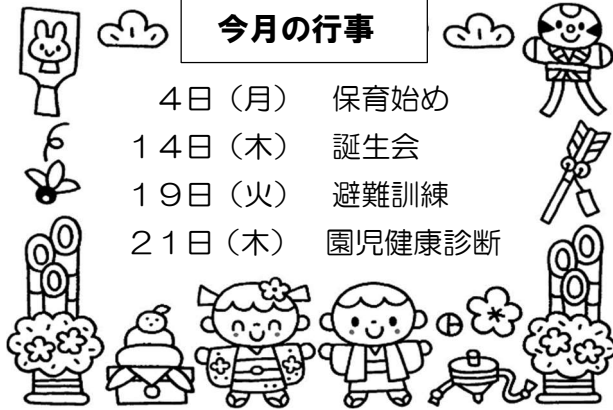 今月の行事
４日（月）　保育始め
１４日（木）　誕生会
１９日（火）　避難訓練
２１日（木）　園児健康診断